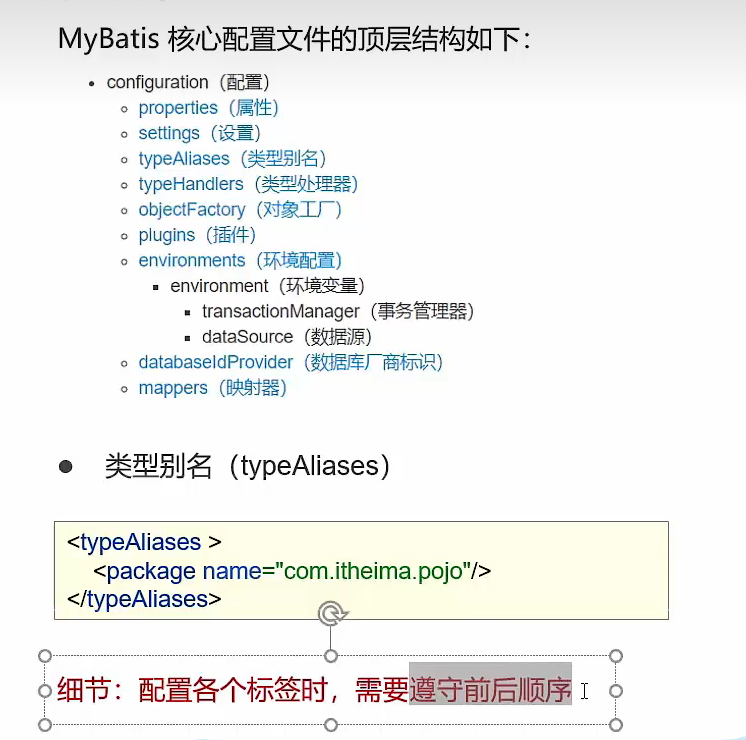 MyBatis 核心配置文件的顶层结构如下：
configuration（配置）
properties（属性）
settings（设置）
typeAliases（类型别名）
typeHandlers（类型处理器）
objectFactory（对象工厂）
plugins（插件）
environments（环境配置）
environment（环境变量）
transactionManager（事务管理器）
dataSource（数据源）
databaseIdProvider（数据库厂商标识）
mappers（映射器）
类型别名（typeAliases）
<typeAliases >
<package name="com.itheima.pojo"/>
</typeAliases>
细节：配置各个标签时，需要遵守前后顺序